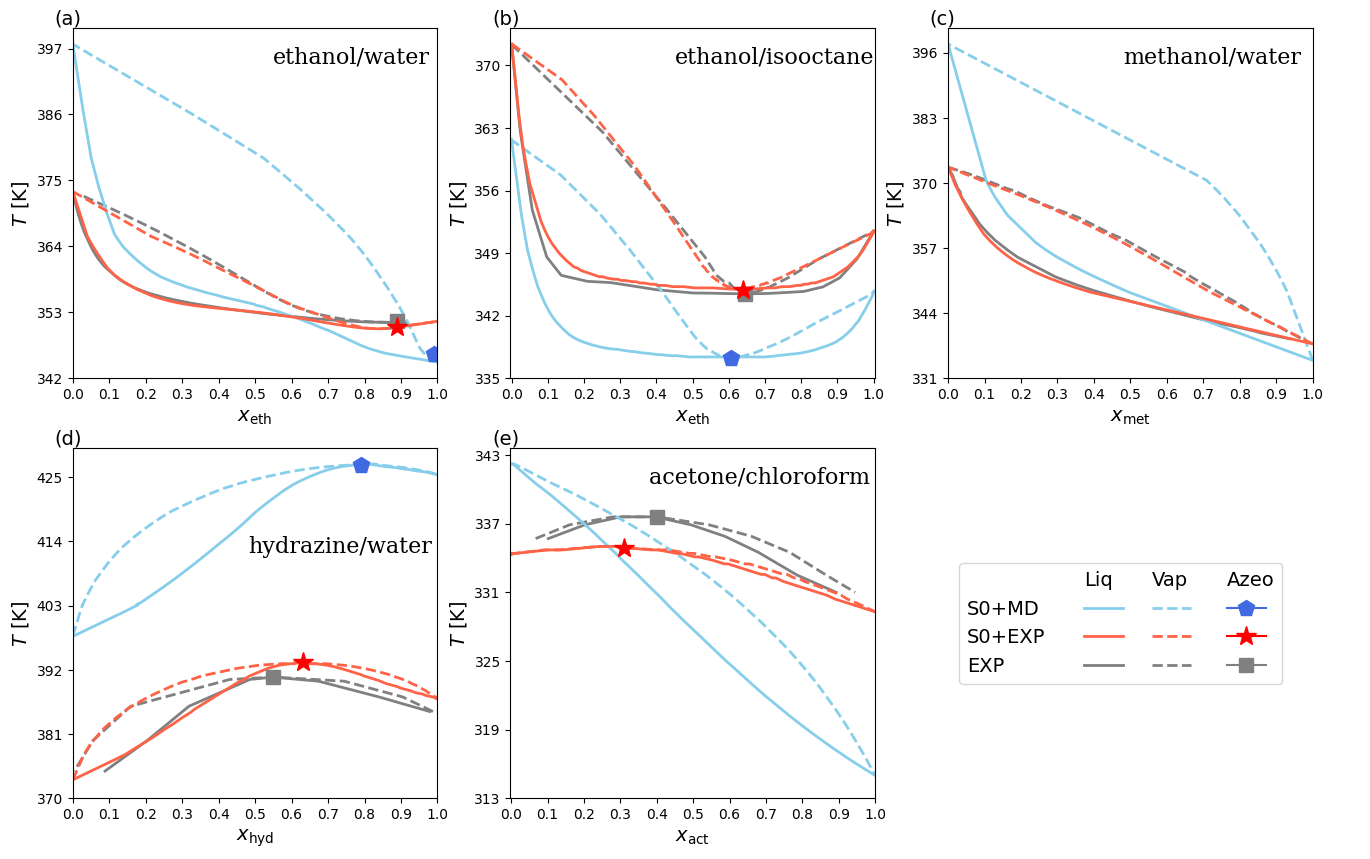 (a)
ethanol/water
T [K]
397
386
375
364
353
342
0.0 0.1 0.2 0.3 0.4 0.5 0.6 0.7 0.8 0.9 1.0
x_eth
(b)
ethanol/isooctane
T [K]
370
363
356
349
342
335
0.0 0.1 0.2 0.3 0.4 0.5 0.6 0.7 0.8 0.9 1.0
x_eth
(c)
methanol/water
T [K]
396
383
370
357
344
331
0.0 0.1 0.2 0.3 0.4 0.5 0.6 0.7 0.8 0.9 1.0
x_met
(d)
hydrazine/water
T [K]
425
414
403
392
381
370
0.0 0.1 0.2 0.3 0.4 0.5 0.6 0.7 0.8 0.9 1.0
x_hyd
(e)
acetone/chloroform
T [K]
343
337
331
325
319
313
0.0 0.1 0.2 0.3 0.4 0.5 0.6 0.7 0.8 0.9 1.0
x_act
Liq Vap Azeo
S0+MD
S0+EXP
EXP